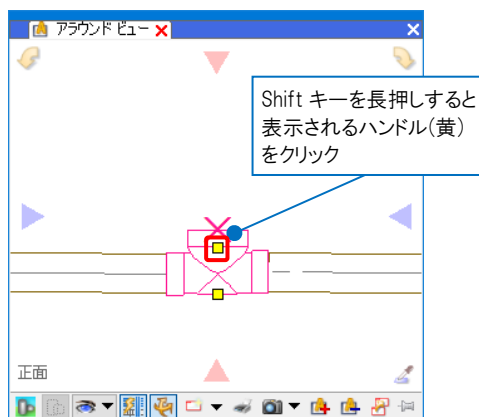 アラウンド ビュー
Shift キーを長押しすると
表示されるハンドル(黄)
をクリック
正面